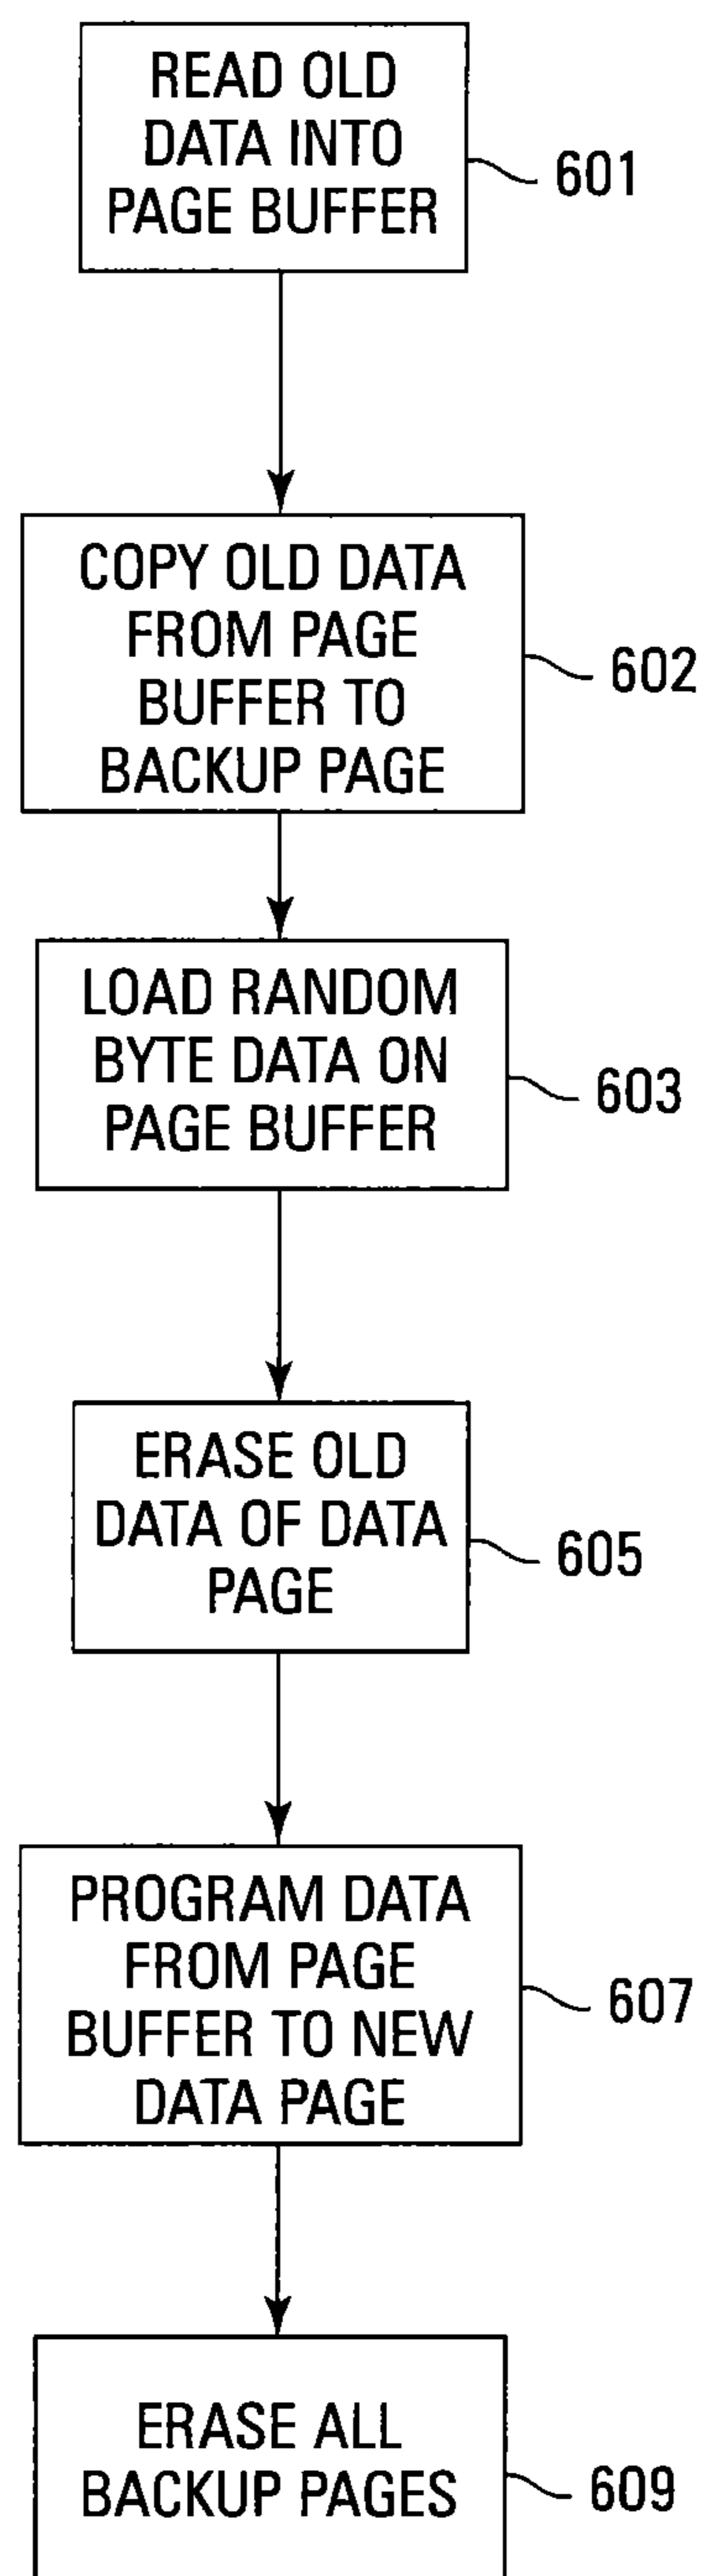 READ OLD
DATA INTO
PAGE BUFFER
601
COPY OLD DATA
FROM PAGE
BUFFER TO
BACKUP PAGE
602
LOAD RANDOM
BYTE DATA ON
PAGE BUFFER
603
ERASE OLD
DATA OF DATA
PAGE
605
PROGRAM DATA
FROM PAGE
BUFFER TO NEW
DATA PAGE
607
ERASE ALL
BACKUP PAGES
609